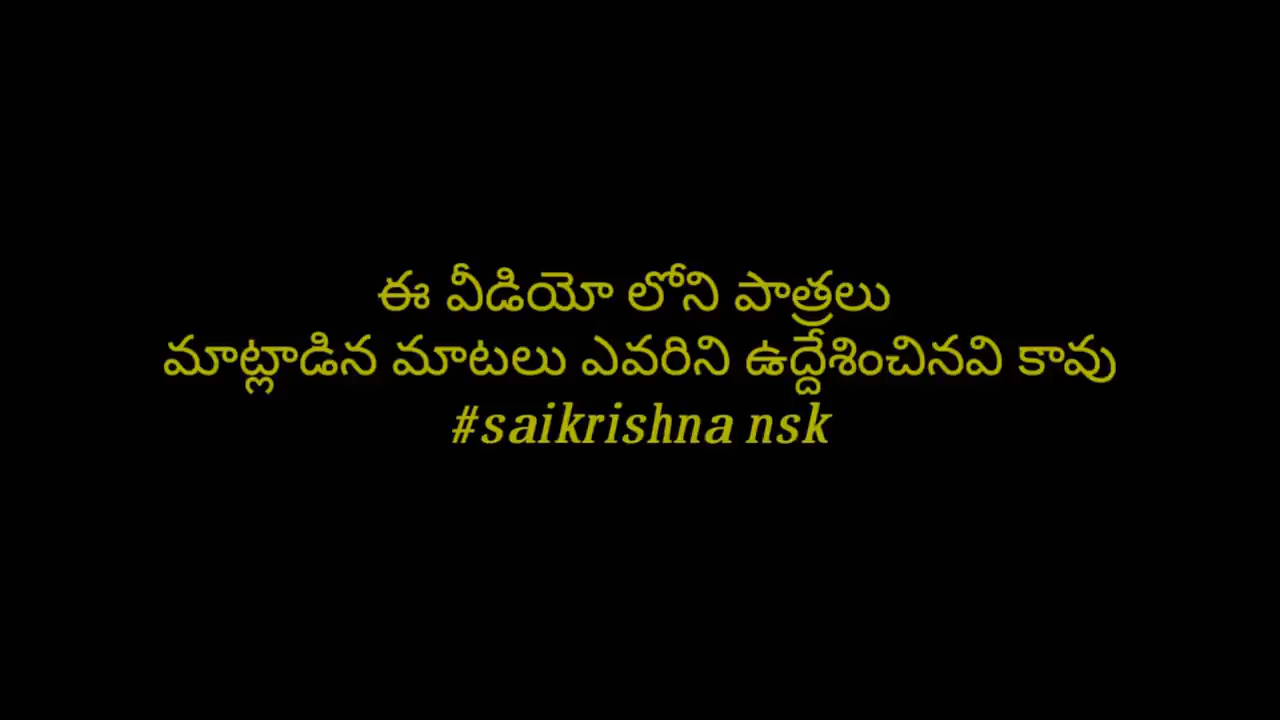 ఈ వీడియో లోని పాత్రలు
మాట్లాడిన మాటలు ఎవరిని ఉద్దేశించినవి కావు
#saikrishna nsk